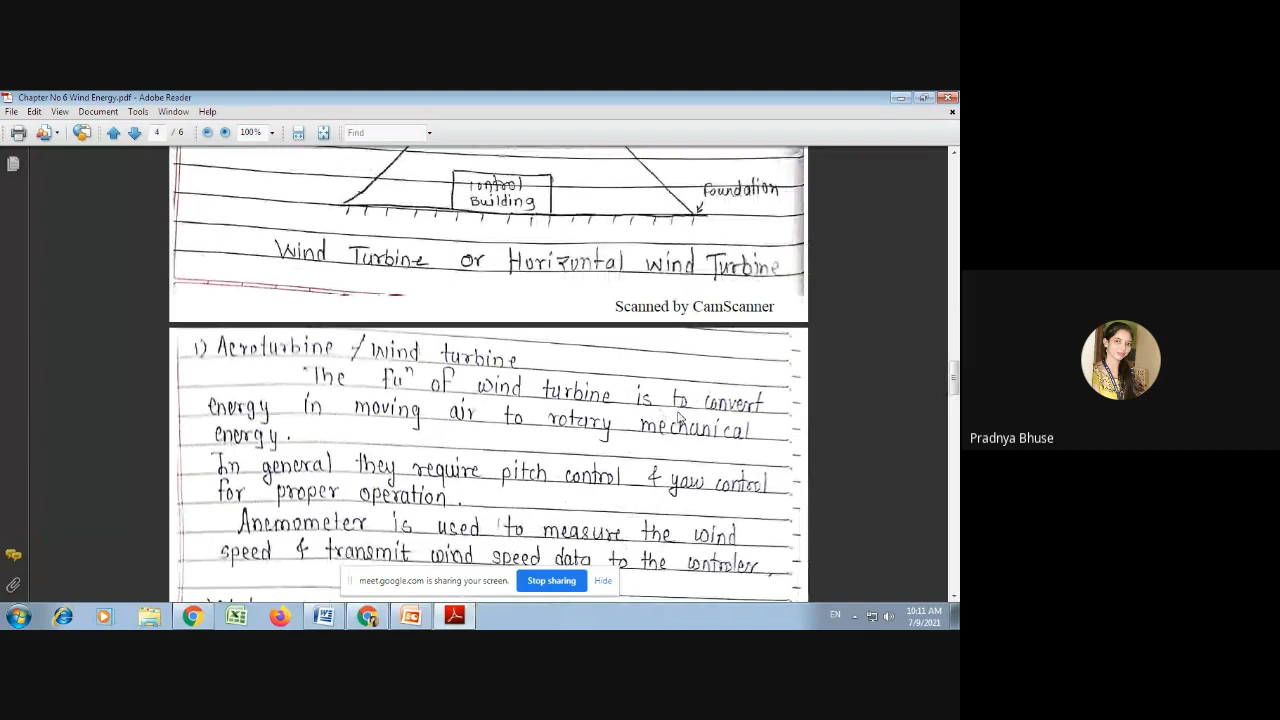 Chapter No 6 Wind Energy.pdf - Adobe Reader
File Edit View Document Tools Window Help
4 / 6 100% Find
Control
Building
Foundation
Wind Turbine or Horizontal wind Turbine
Scanned by CamScanner
1) Aeroturbine / wind turbine
The fuⁿ of wind turbine is to convert
energy in moving air to rotary mechanical
energy.
In general they require pitch control & yaw control
for proper operation.
Anemometer is used to measure the wind
speed & transmit wind speed data to the controler.
meet.google.com is sharing your screen. Stop sharing Hide
Pradnya Bhuse
EN 10:11 AM
7/9/2021